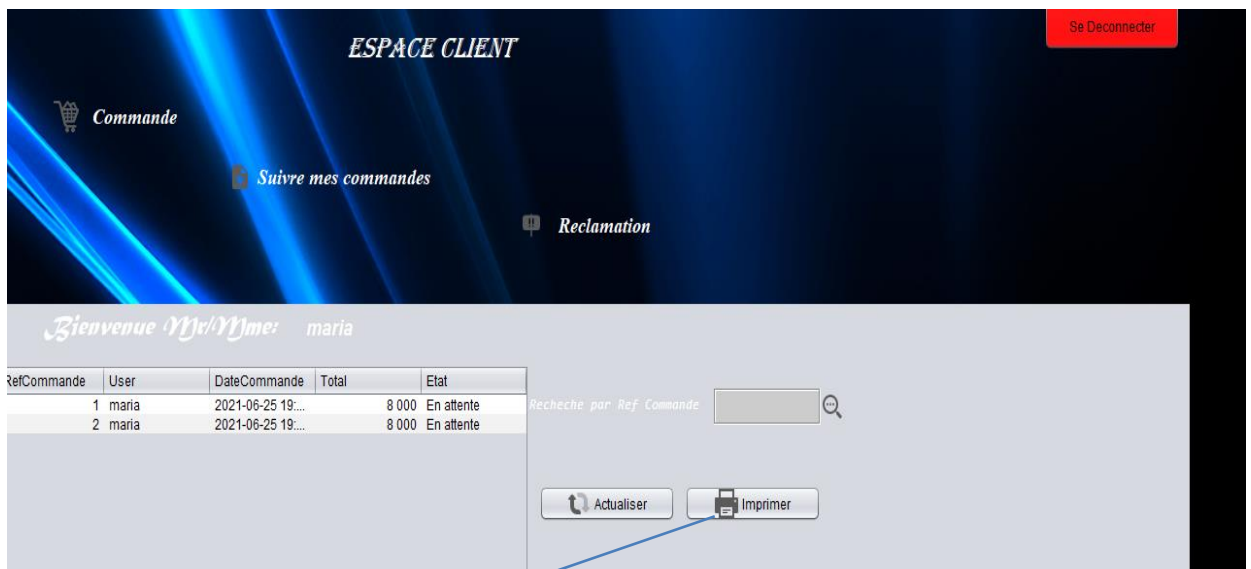 Se Deconnecter
ESPACE CLIENT
Commande
Suivre mes commandes
Reclamation
Bienvenue Mr/Mme: maria
RefCommande User DateCommande Total Etat
1 maria 2021-06-25 19:... 8 000 En attente
2 maria 2021-06-25 19:... 8 000 En attente
Recheche par Ref Commande
Actualiser Imprimer